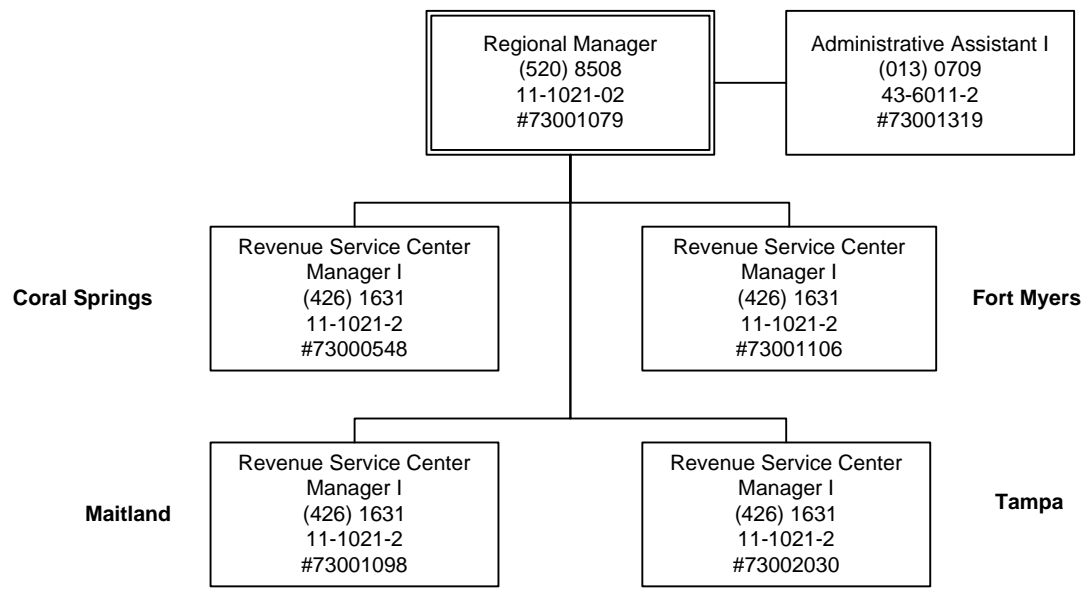 Regional Manager
(520) 8508
11-1021-02
#73001079
Administrative Assistant I
(013) 0709
43-6011-2
#73001319
Coral Springs
Revenue Service Center
Manager I
(426) 1631
11-1021-2
#73000548
Revenue Service Center
Manager I
(426) 1631
11-1021-2
#73001106
Fort Myers
Maitland
Revenue Service Center
Manager I
(426) 1631
11-1021-2
#73001098
Revenue Service Center
Manager I
(426) 1631
11-1021-2
#73002030
Tampa